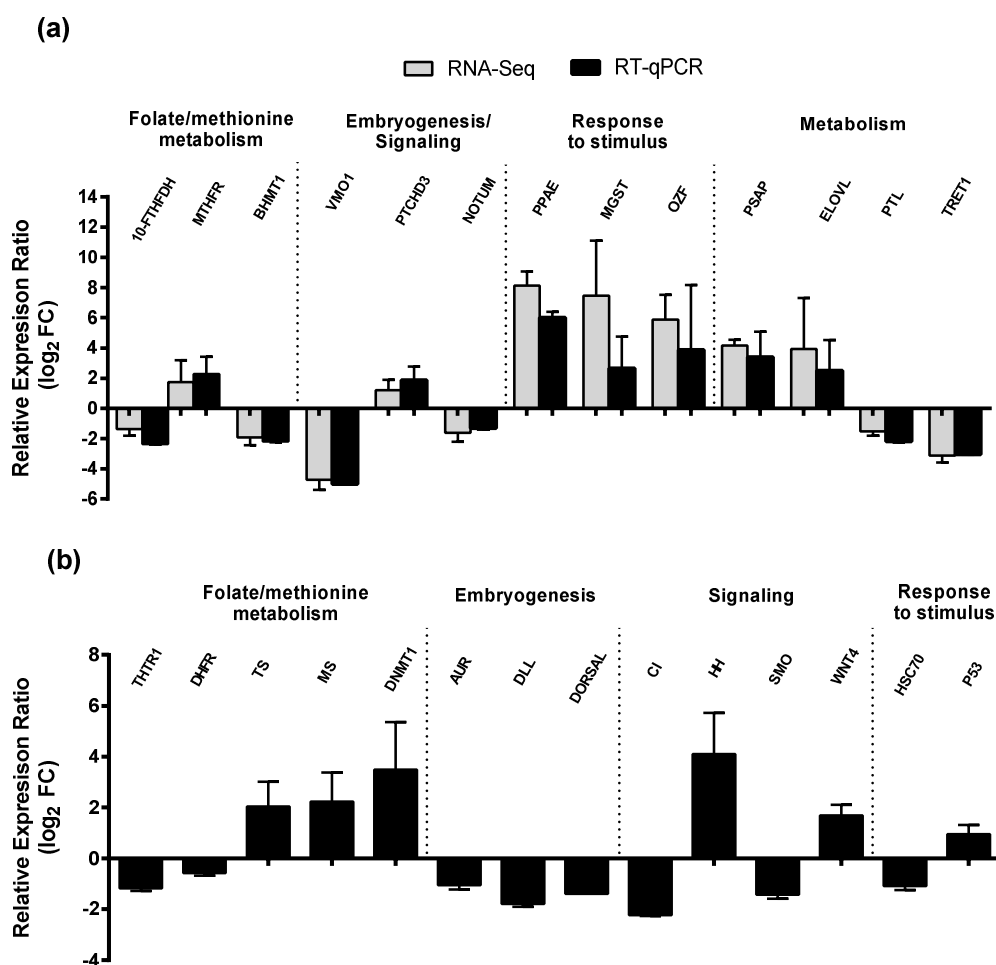 (a)
RNA-Seq RT-qPCR
Folate/methionine
metabolism
Embryogenesis/
Signaling
Response
to stimulus
Metabolism
10-FTHFDH MTHFR BHMT1 VMO1 PTCHD3 NOTUM PPAE MGST OZF PSAP ELOVL PTL TRET1
Relative Expresison Ratio
(log2 FC)
14
12
10
8
6
4
2
0
-2
-4
-6
(b)
Folate/methionine
metabolism
Embryogenesis
Signaling
Response
to stimulus
THTR1 DHFR TS MS DNMT1 AUR DLL DORSAL CI HH SMO WNT4 HSC70 P53
Relative Expresison Ratio
(log2 FC)
8
6
4
2
0
-2
-4